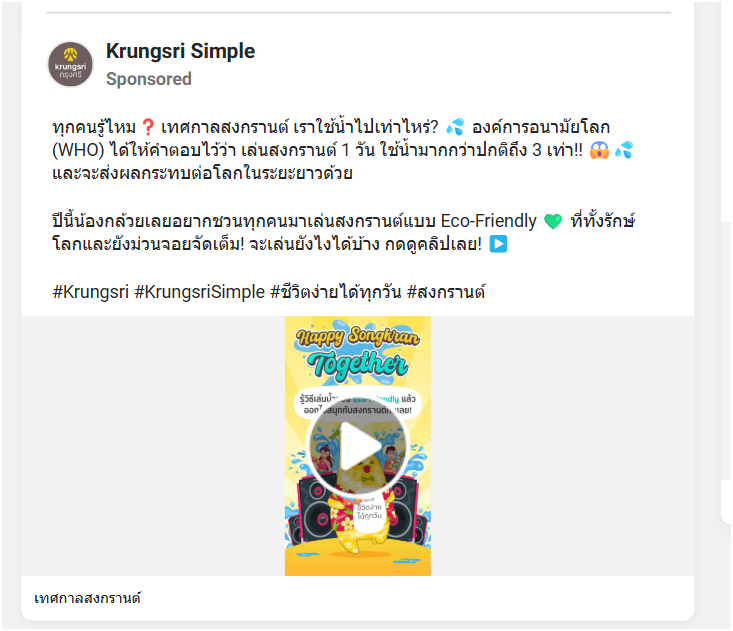 Krungsri Simple
krungsri
กรุงศรี
Sponsored
ทุกคนรู้ไหม❓เทศกาลสงกรานต์ เราใช้น้ำไปเท่าไหร่? 💦 องค์การอนามัยโลก
(WHO) ได้ให้คำตอบไว้ว่า เล่นสงกรานต์ 1 วัน ใช้น้ำมากกว่าปกติถึง 3 เท่า!! 😱 💦
และจะส่งผลกระทบต่อโลกในระยะยาวด้วย
ปีนี้น้องกล้วยเลยอยากชวนทุกคนมาเล่นสงกรานต์แบบ Eco-Friendly 💚 ที่ทั้งรักษ์
โลกและยังม่วนจอยจัดเต็ม! จะเล่นยังไงได้บ้าง กดดูคลิปเลย! ▶️
#Krungsri #KrungsriSimple #ชีวิตง่ายได้ทุกวัน #สงกรานต์
Happy Songkran
Together
รู้วิธีเล่นน้ำแบบ Eco-Friendly แล้ว
ออกไปสนุกกับสงกรานต์กันเลย!
ชีวิตง่าย
ได้ทุกวัน
เทศกาลสงกรานต์